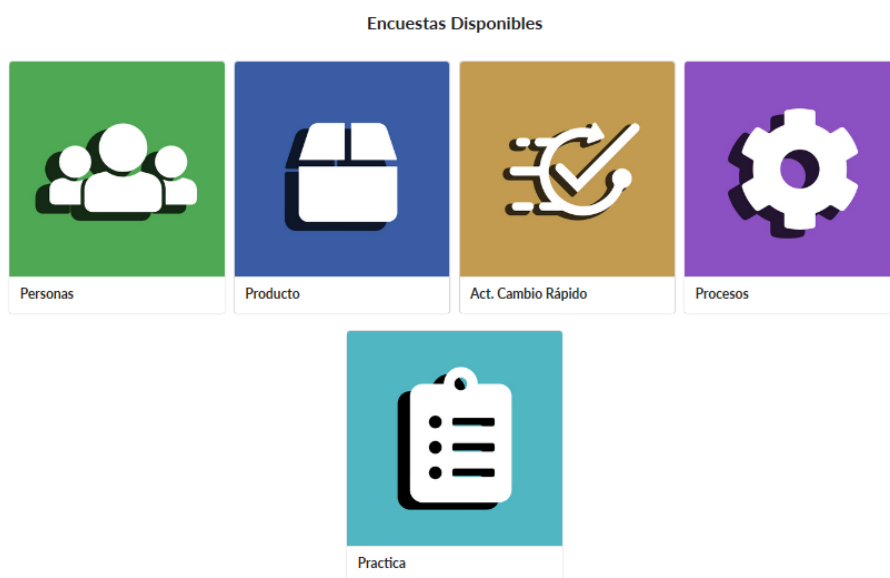 Encuestas Disponibles
Personas
Producto
Act. Cambio Rápido
Procesos
Practica